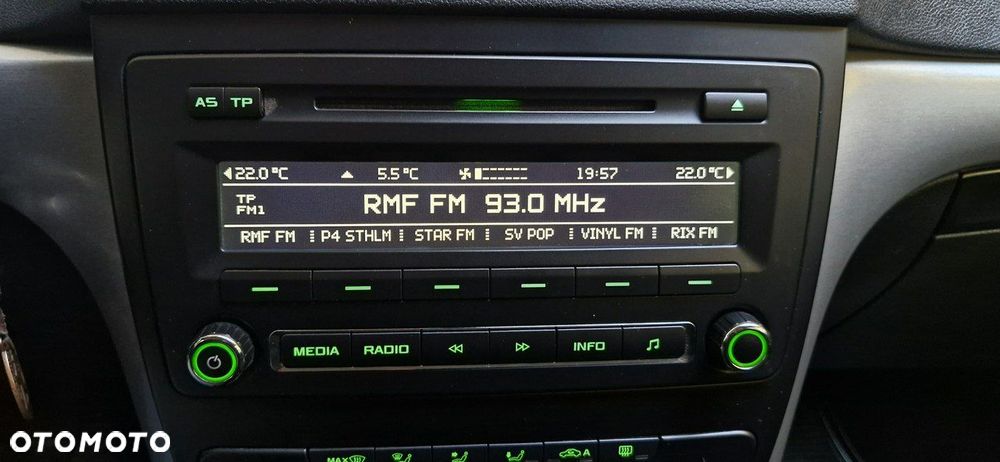 AS TP
22.0 °C 5.5 °C 19:57 22.0 °C
TP
FM1
RMF FM 93.0 MHz
RMF FM P4 STHLM STAR FM SV POP VINYL FM RIX FM
MEDIA RADIO INFO
MAX A
OTOMOTO